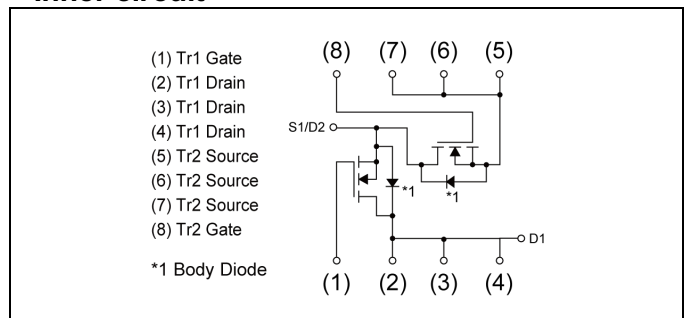 (1) Tr1 Gate
(2) Tr1 Drain
(3) Tr1 Drain
(4) Tr1 Drain
(5) Tr2 Source
(6) Tr2 Source
(7) Tr2 Source
(8) Tr2 Gate
*1 Body Diode
(8) (7) (6) (5)
S1/D2
*1
*1
D1
(1) (2) (3) (4)